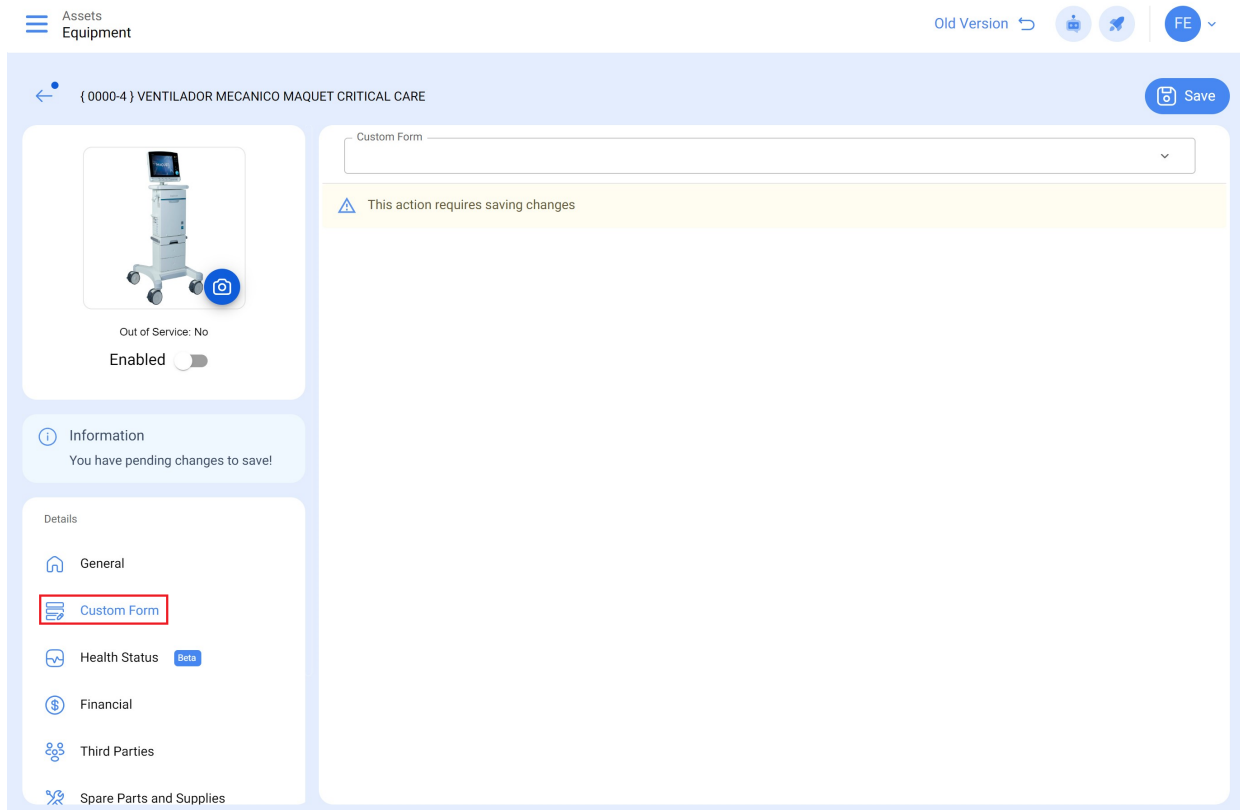 Assets
Equipment
Old Version
FE
{ 0000-4 } VENTILADOR MECANICO MAQUET CRITICAL CARE
Save
Custom Form
This action requires saving changes
Out of Service: No
Enabled
Information
You have pending changes to save!
Details
General
Custom Form
Health Status Beta
Financial
Third Parties
Spare Parts and Supplies